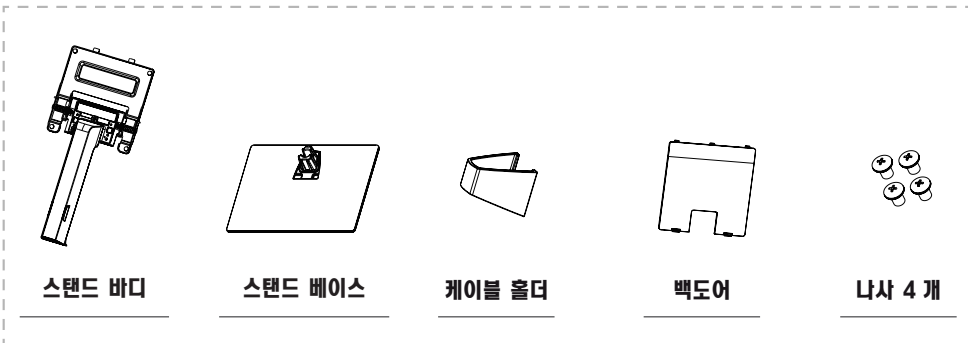 스탠드 바디
스탠드 베이스
케이블 홀더
백도어
나사 4 개